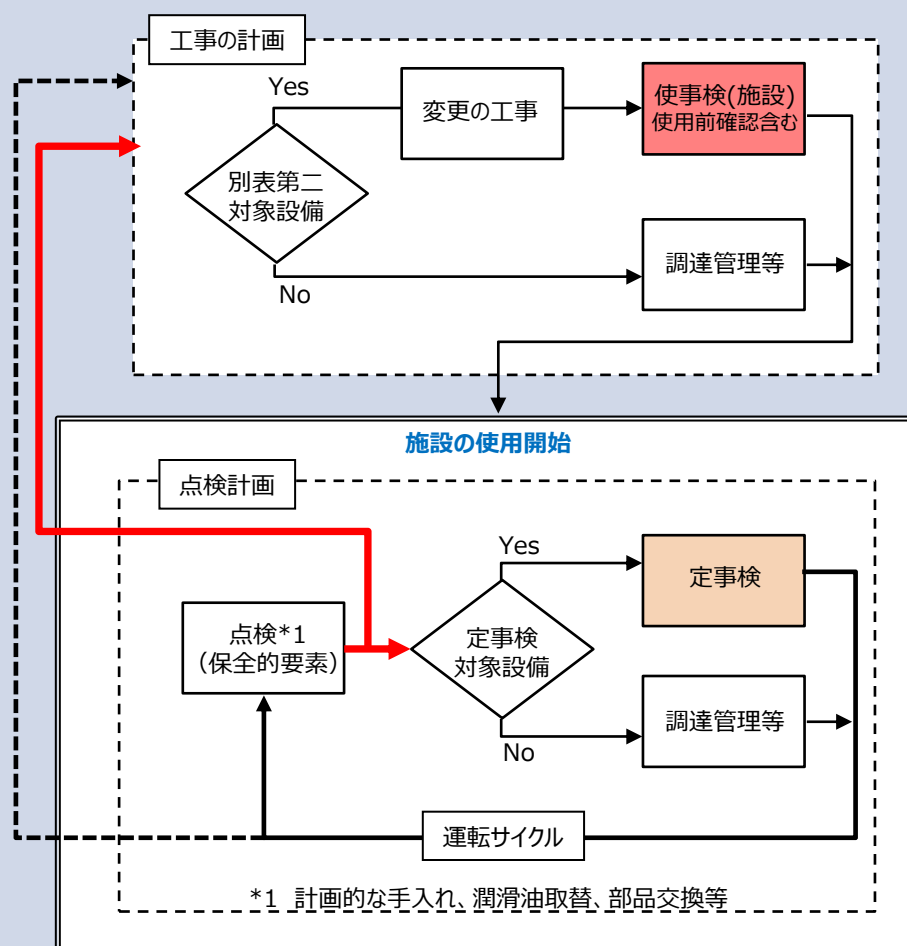 工事の計画
Yes
変更の工事
使事検(施設)
使用前確認含む
別表第二
対象設備
調達管理等
No
施設の使用開始
点検計画
Yes
定事検
点検*1
(保全的要素)
定事検
対象設備
調達管理等
No
運転サイクル
*1 計画的な手入れ、潤滑油取替、部品交換等